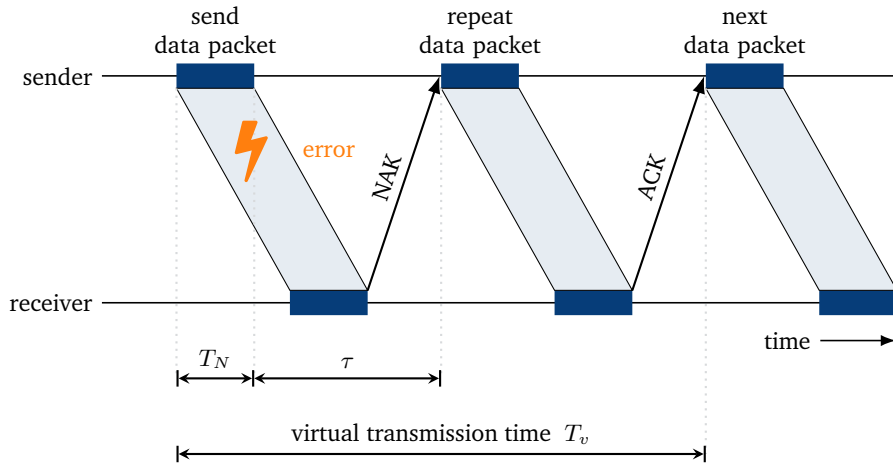 send
data packet
repeat
data packet
next
data packet
sender
error
NAK
ACK
receiver
time
T_N
τ
virtual transmission time T_v